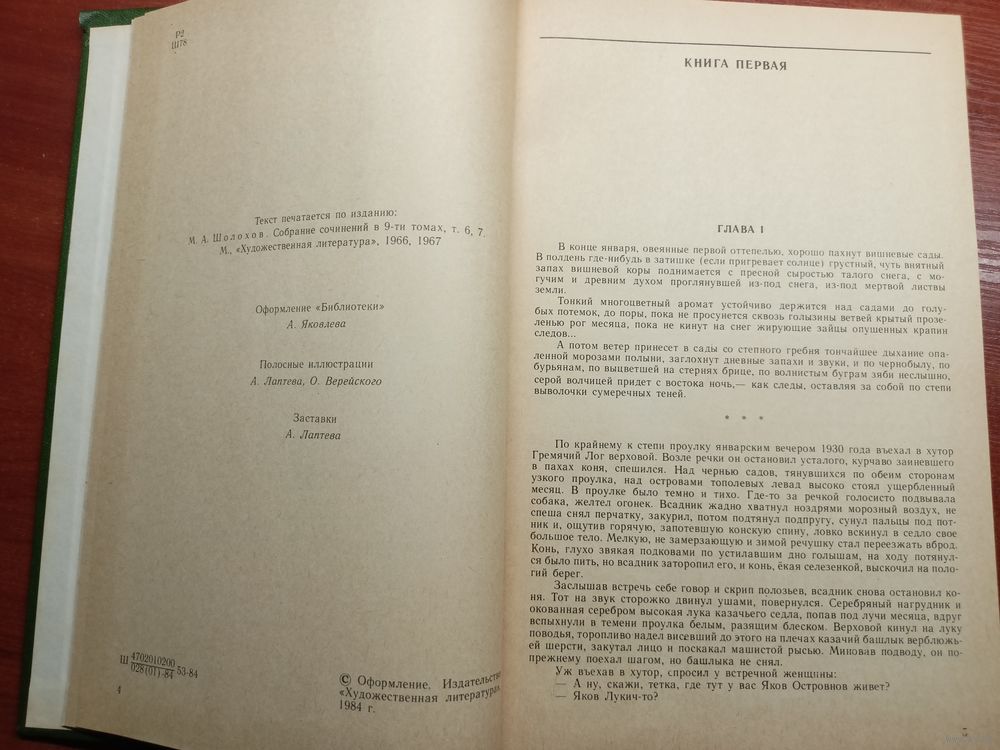 Р2
Ш78
Текст печатается по изданию:
М. А. Шолохов. Собрание сочинений в 9-ти томах, т. 6, 7.
М., «Художественная литература», 1966, 1967
Оформление «Библиотеки»
А. Яковлева
Полосные иллюстрации
А. Лаптева, О. Верейского
Заставки
А. Лаптева
Ш 4702010200
028(01)-84 53-84
© Оформление. Издательство
«Художественная литература»,
1984 г.
4
КНИГА ПЕРВАЯ
ГЛАВА I
В конце января, овеянные первой оттепелью, хорошо пахнут вишневые сады.
В полдень где-нибудь в затишке (если пригревает солнце) грустный, чуть внятный
запах вишневой коры поднимается с пресной сыростью талого снега, с мо-
гучим и древним духом проглянувшей из-под снега, из-под мертвой листвы
земли.
Тонкий многоцветный аромат устойчиво держится над садами до голу-
бых потемок, до поры, пока не просунется сквозь голызины ветвей крытый прозе-
ленью рог месяца, пока не кинут на снег жирующие зайцы опушенных крапин
следов...
А потом ветер принесет в сады со степного гребня тончайшее дыхание опа-
ленной морозами полыни, заглохнут дневные запахи и звуки, и по чернобылу, по
бурьянам, по выцветшей на стернях брице, по волнистым буграм зяби неслышно,
серой волчицей придет с востока ночь,— как следы, оставляя за собой по степи
выволочки сумеречных теней.
* * *
По крайнему к степи проулку январским вечером 1930 года въехал в хутор
Гремячий Лог верховой. Возле речки он остановил усталого, курчаво заиневшего
в пахах коня, спешился. Над чернью садов, тянувшихся по обеим сторонам
узкого проулка, над островами тополевых левад высоко стоял ущербленный
месяц. В проулке было темно и тихо. Где-то за речкой голосисто подвывала
собака, желтел огонек. Всадник жадно хватнул ноздрями морозный воздух, не
спеша снял перчатку, закурил, потом подтянул подпругу, сунул пальцы под пот-
ник и, ощутив горячую, запотевшую конскую спину, ловко вскинул в седло свое
большое тело. Мелкую, не замерзающую и зимой речушку стал переезжать вброд.
Конь, глухо звякая подковами по устилавшим дно голышам, на ходу потянул-
ся было пить, но всадник заторопил его, и конь, ёкая селезенкой, выскочил на поло-
гий берег.
Заслышав встречь себе говор и скрип полозьев, всадник снова остановил ко-
ня. Тот на звук сторожко двинул ушами, повернулся. Серебряный нагрудник и
окованная серебром высокая лука казачьего седла, попав под лучи месяца, вдруг
вспыхнули в темени проулка белым, разящим блеском. Верховой кинул на луку
поводья, торопливо надел висевший до этого на плечах казачий башлык верблюжь-
ей шерсти, закутал лицо и поскакал машистой рысью. Миновав подводу, он по-
прежнему поехал шагом, но башлыка не снял.
Уж въехав в хутор, спросил у встречной женщины:
— А ну, скажи, тетка, где тут у вас Яков Островнов живет?
— Яков Лукич-то?